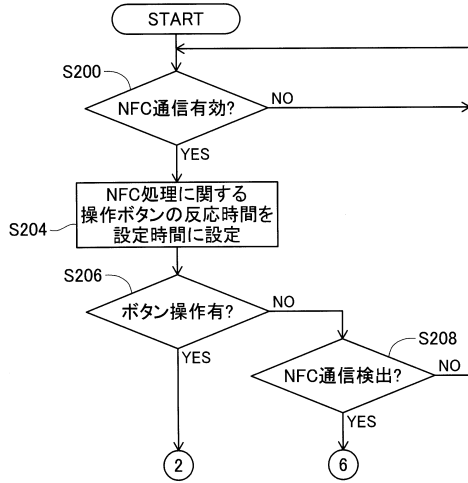 START
S200
NFC通信有効?
NO
YES
S204
NFC処理に関する
操作ボタンの反応時間を
設定時間に設定
S206
ボタン操作有?
NO
YES
S208
NFC通信検出?
NO
YES
2
6